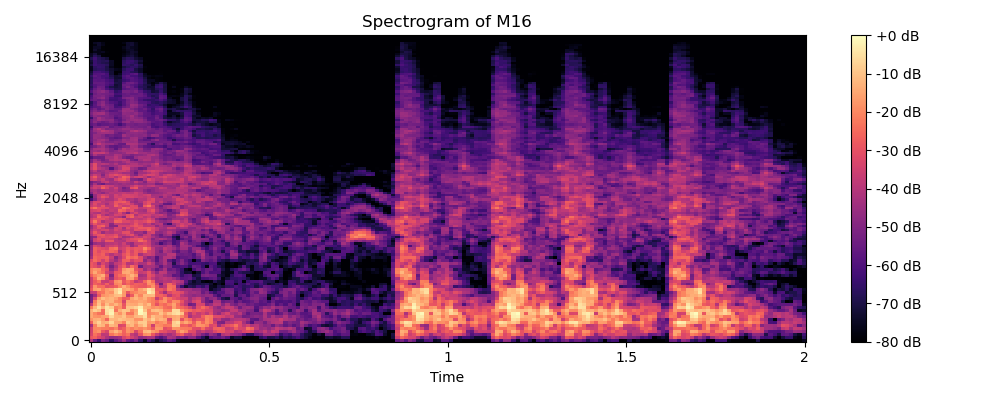 Spectrogram of M16
16384
8192
4096
2048
1024
512
0
Hz
0
0.5
1
1.5
2
Time
+0 dB
-10 dB
-20 dB
-30 dB
-40 dB
-50 dB
-60 dB
-70 dB
-80 dB